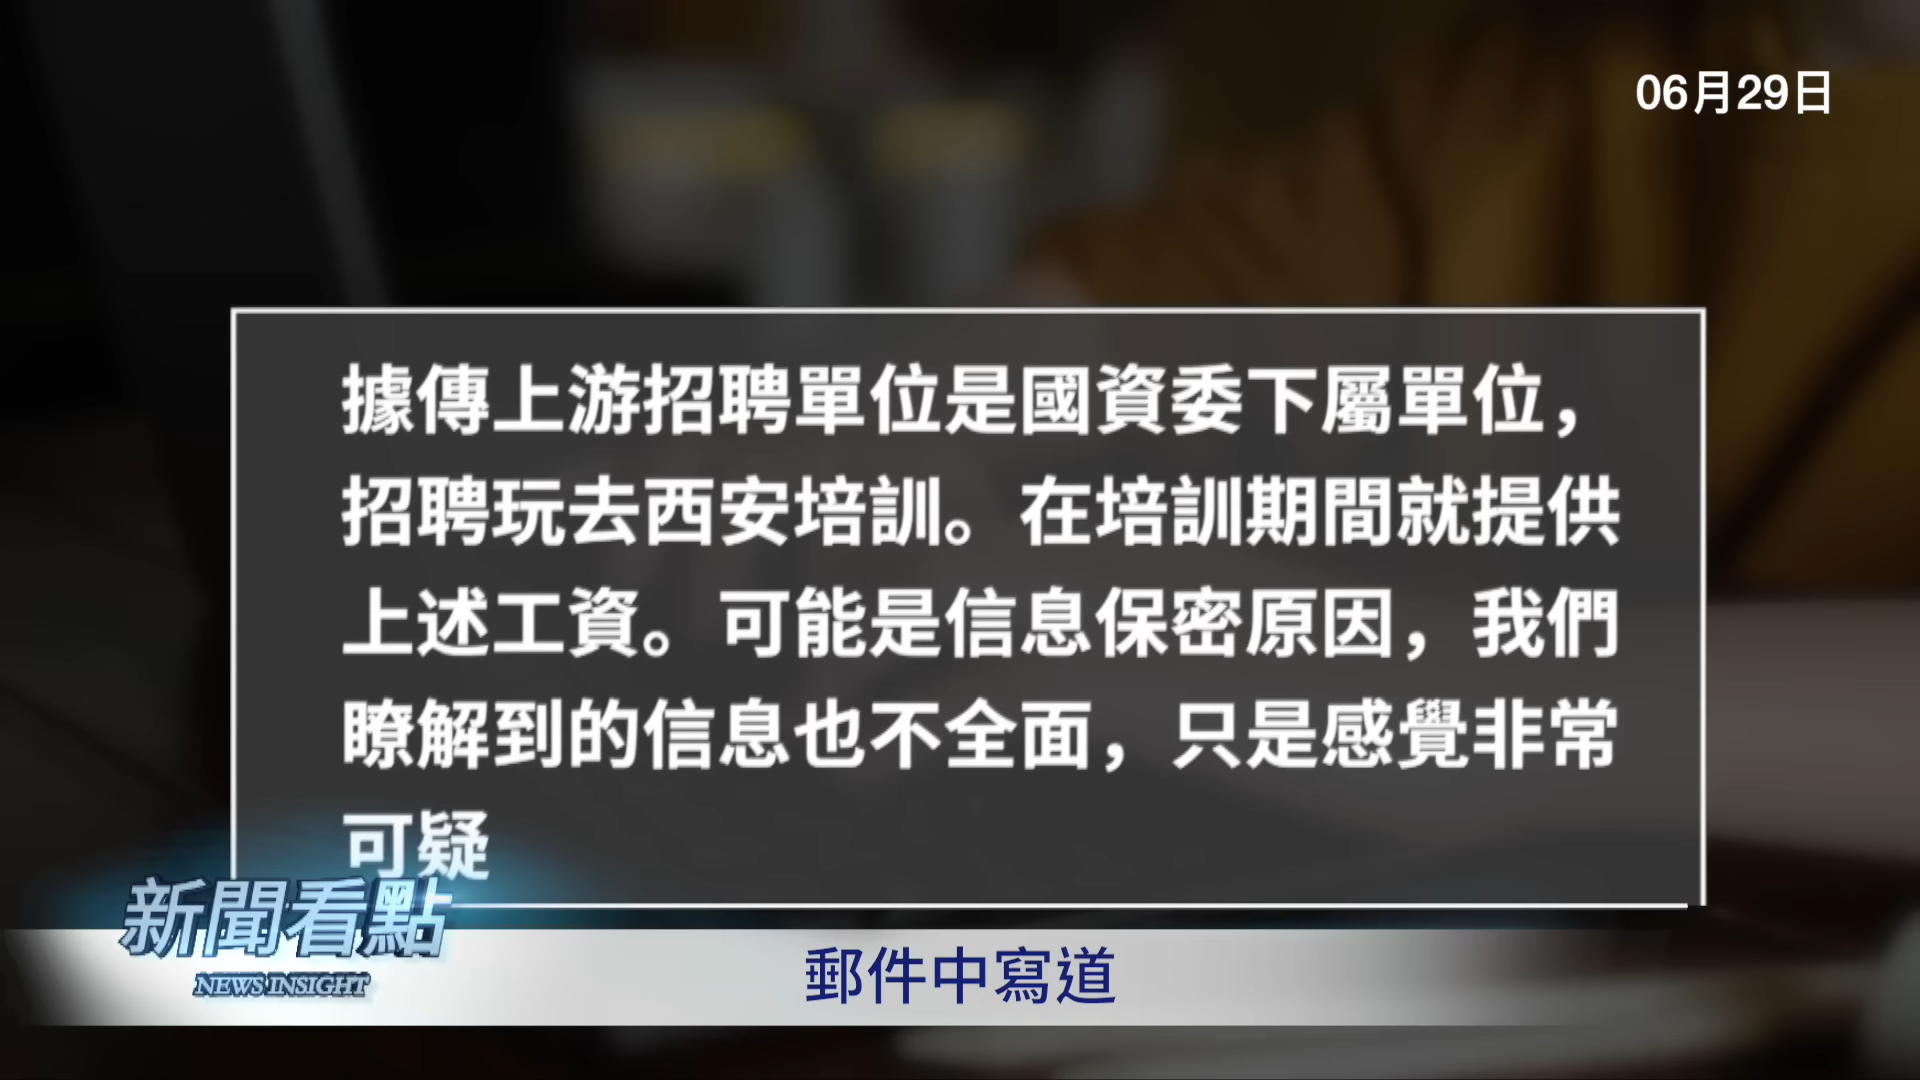 06月29日
據傳上游招聘單位是國資委下屬單位，
招聘玩去西安培訓。在培訓期間就提供
上述工資。可能是信息保密原因，我們
瞭解到的信息也不全面，只是感覺非常
可疑
新聞看點
NEWS INSIGHT
郵件中寫道